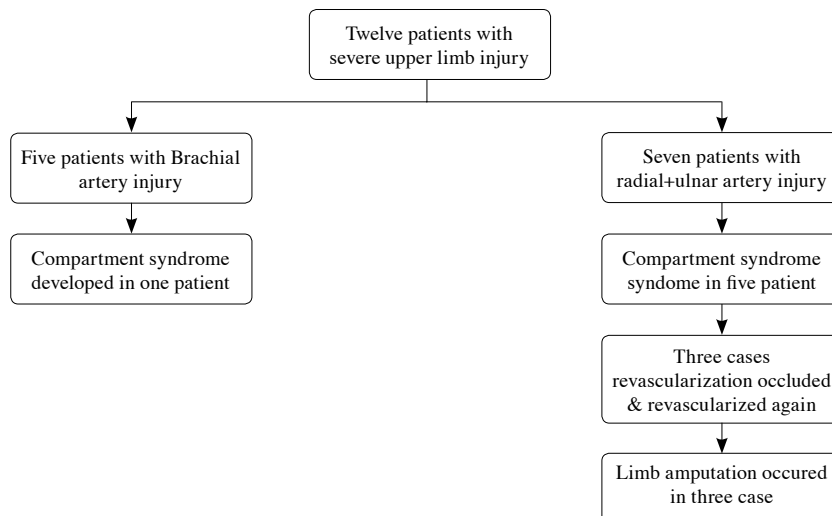 Twelve patients with
severe upper limb injury
Five patients with Brachial
artery injury
Compartment syndrome
developed in one patient
Seven patients with
radial+ulnar artery injury
Compartment syndrome
syndome in five patient
Three cases
revascularization occluded
& revascularized again
Limb amputation occured
in three case